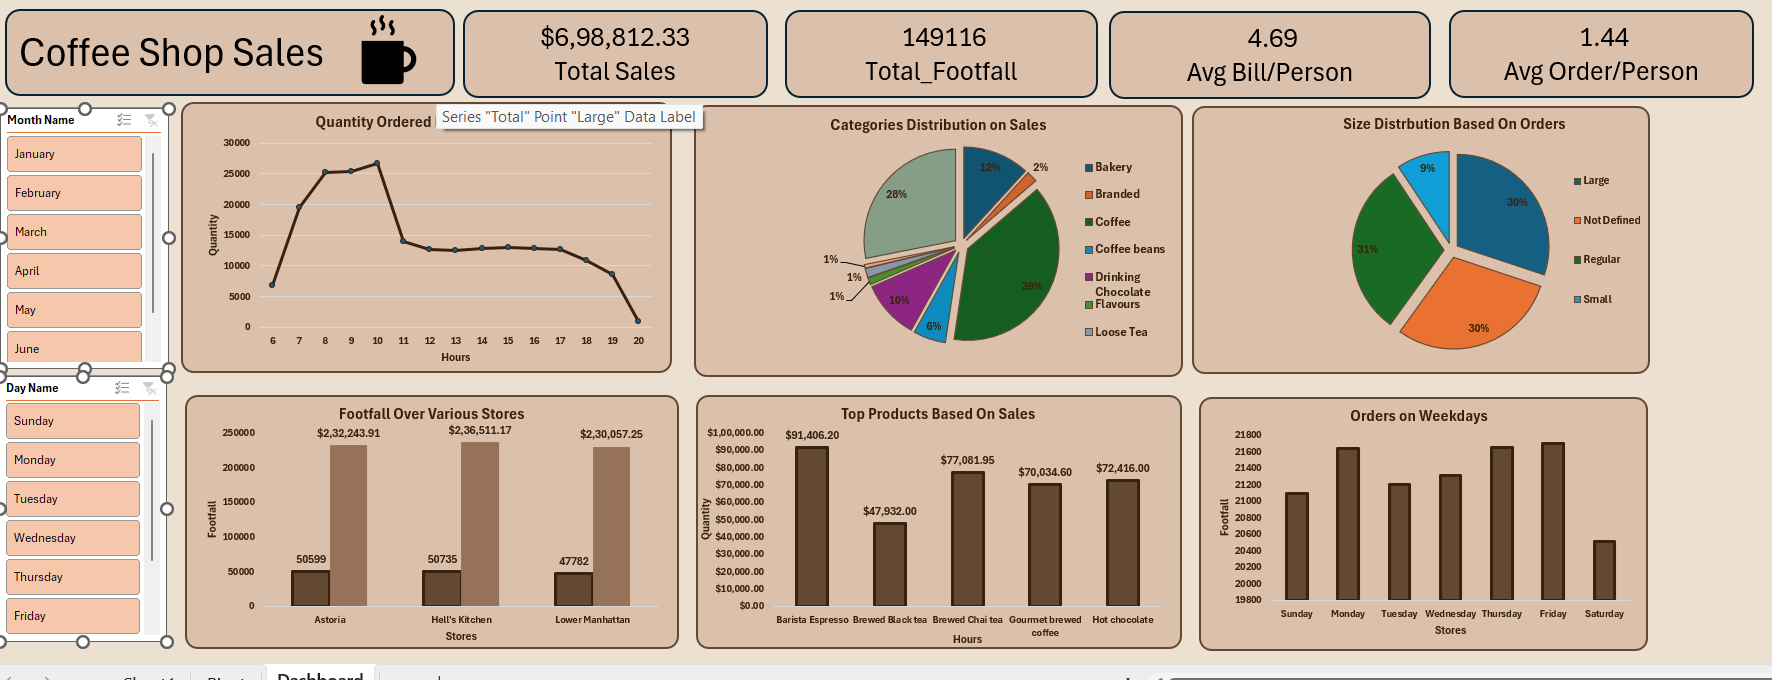 Coffee Shop Sales
$6,98,812.33
Total Sales
149116
Total_Footfall
4.69
Avg Bill/Person
1.44
Avg Order/Person
Month Name
January
February
March
April
May
June
Day Name
Sunday
Monday
Tuesday
Wednesday
Thursday
Friday
Quantity Ordered
Series "Total" Point "Large" Data Label
Quantity
30000
25000
20000
15000
10000
5000
0
6 7 8 9 10 11 12 13 14 15 16 17 18 19 20
Hours
Categories Distribution on Sales
12%
2%
28%
39%
1%
1%
1%
10%
6%
Bakery
Branded
Coffee
Coffee beans
Drinking
Chocolate
Flavours
Loose Tea
Size Distrbution Based On Orders
9%
30%
31%
30%
Large
Not Defined
Regular
Small
Footfall Over Various Stores
Footfall
250000
200000
150000
100000
50000
0
$2,32,243.91
$2,36,511.17
$2,30,057.25
50599
50735
47782
Astoria Hell's Kitchen Lower Manhattan
Stores
Top Products Based On Sales
Quantity
$1,00,000.00
$90,000.00
$80,000.00
$70,000.00
$60,000.00
$50,000.00
$40,000.00
$30,000.00
$20,000.00
$10,000.00
$0.00
$91,406.20
$47,932.00
$77,081.95
$70,034.60
$72,416.00
Barista Espresso Brewed Black tea Brewed Chai tea Gourmet brewed coffee Hot chocolate
Hours
Orders on Weekdays
Footfall
21800
21600
21400
21200
21000
20800
20600
20400
20200
20000
19800
Sunday Monday Tuesday Wednesday Thursday Friday Saturday
Stores
Dashboard